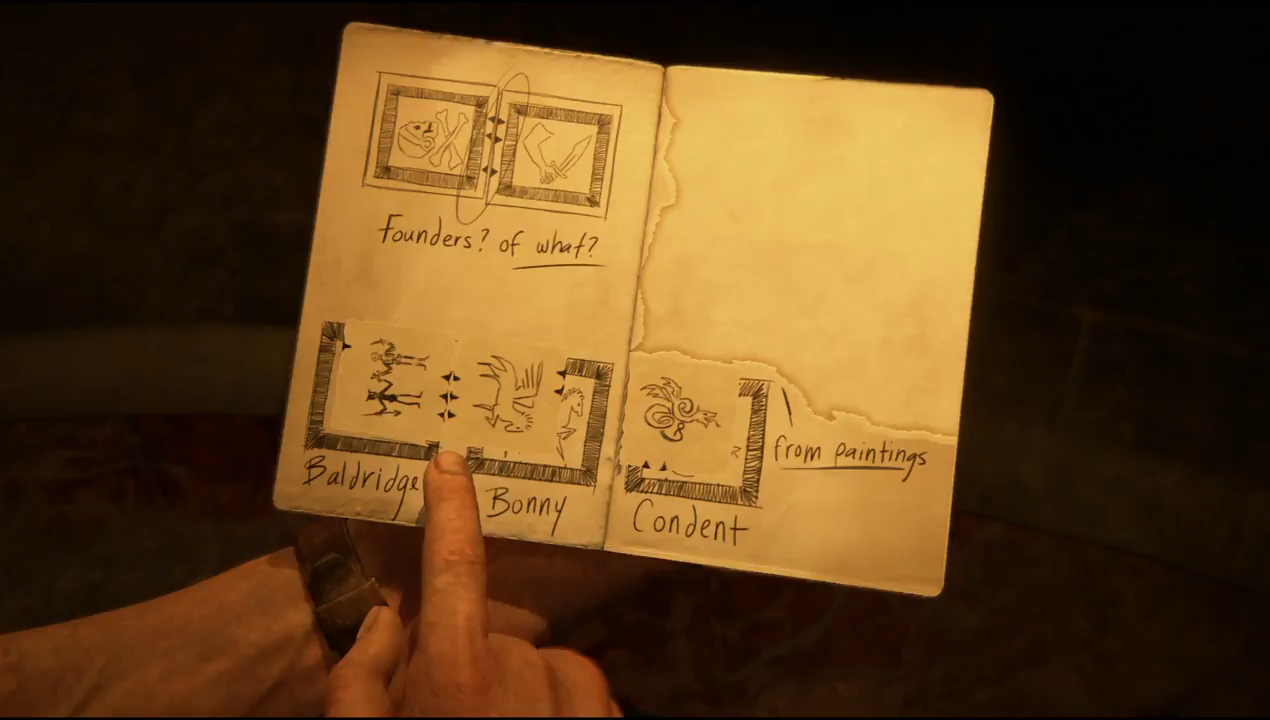 Founders? of what?
Baldridge
Bonny
Condent
from paintings